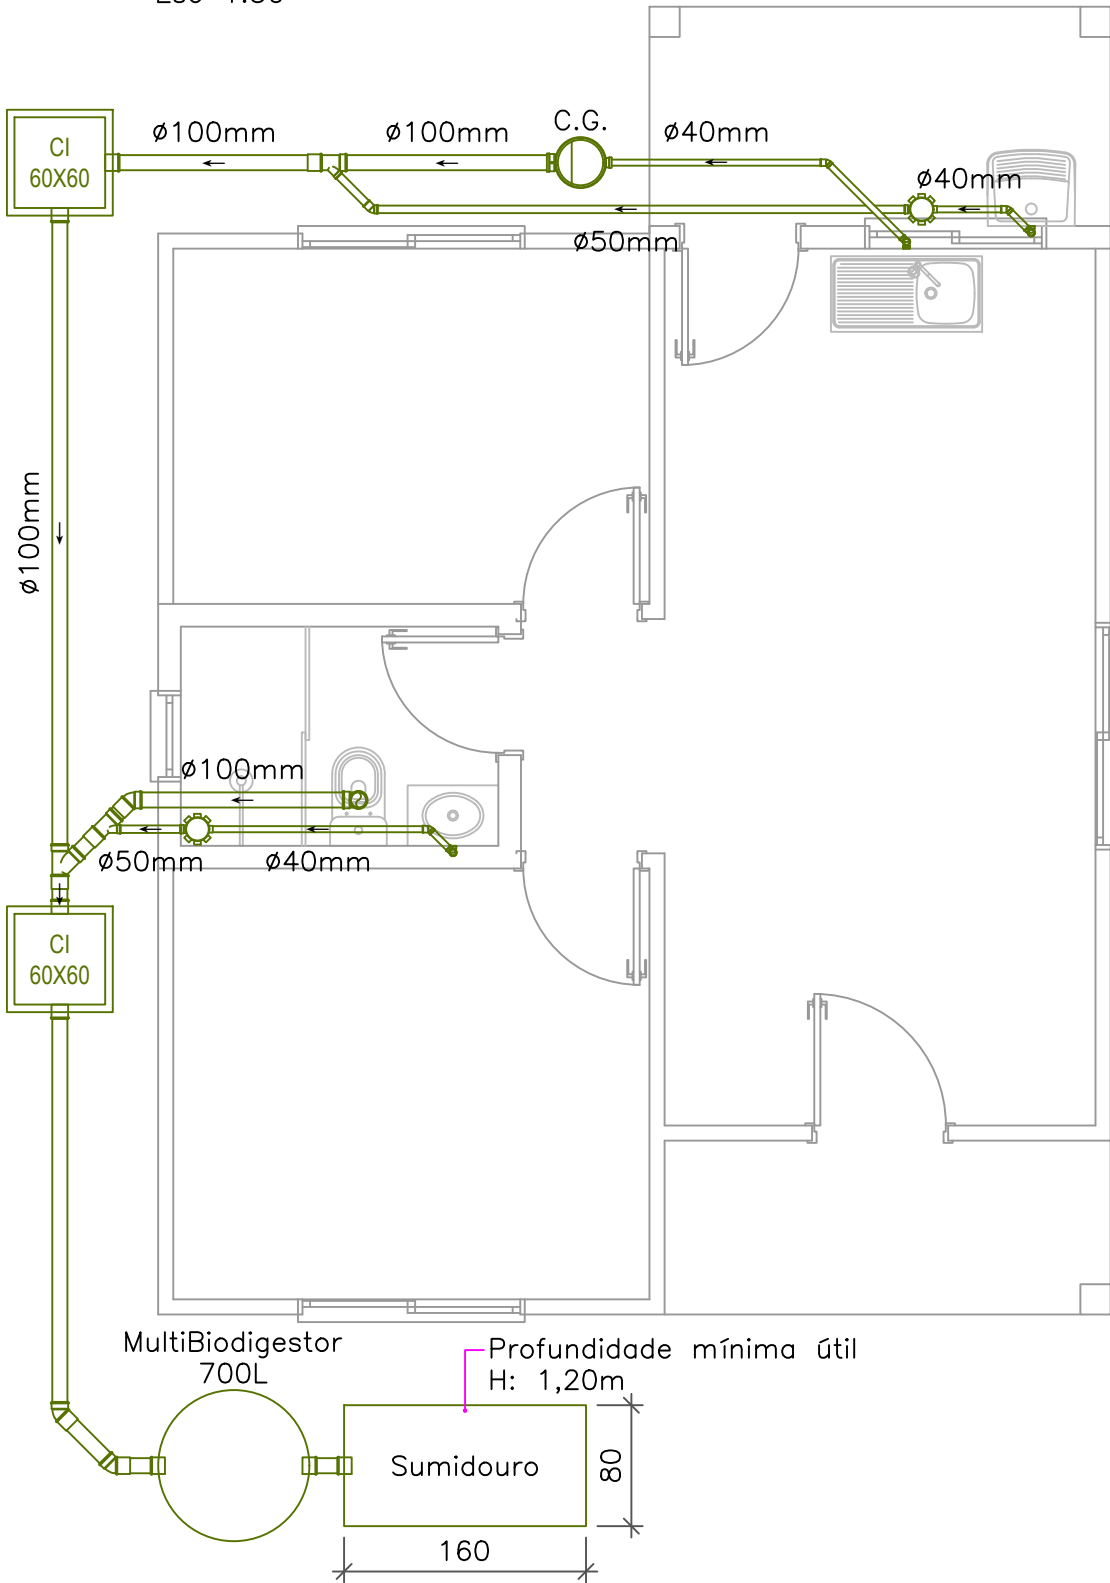 C.G.
ø100mm
ø100mm
ø40mm
CI
60X60
ø40mm
ø50mm
ø100mm
ø100mm
ø50mm
ø40mm
CI
60X60
MultiBiodigestor
700L
Profundidade mínima útil
H: 1,20m
Sumidouro
80
160